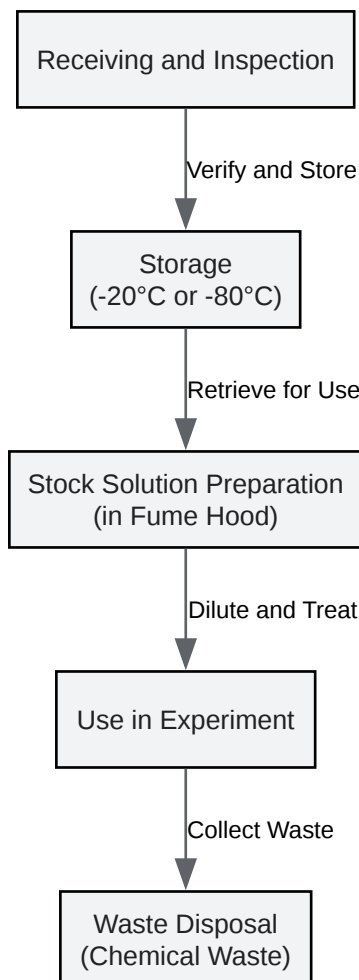 Receiving and Inspection
Verify and Store
Storage
(-20°C or -80°C)
Retrieve for Use
Stock Solution Preparation
(in Fume Hood)
Dilute and Treat
Use in Experiment
Collect Waste
Waste Disposal
(Chemical Waste)